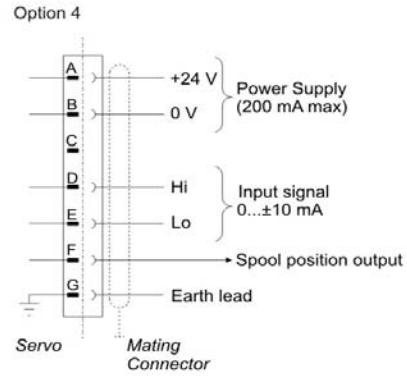 Option 4
A
+24 V
B
0 V
Power Supply
(200 mA max)
C
D
Hi
E
Lo
Input signal
0...±10 mA
F
Spool position output
G
Earth lead
Servo
Mating
Connector